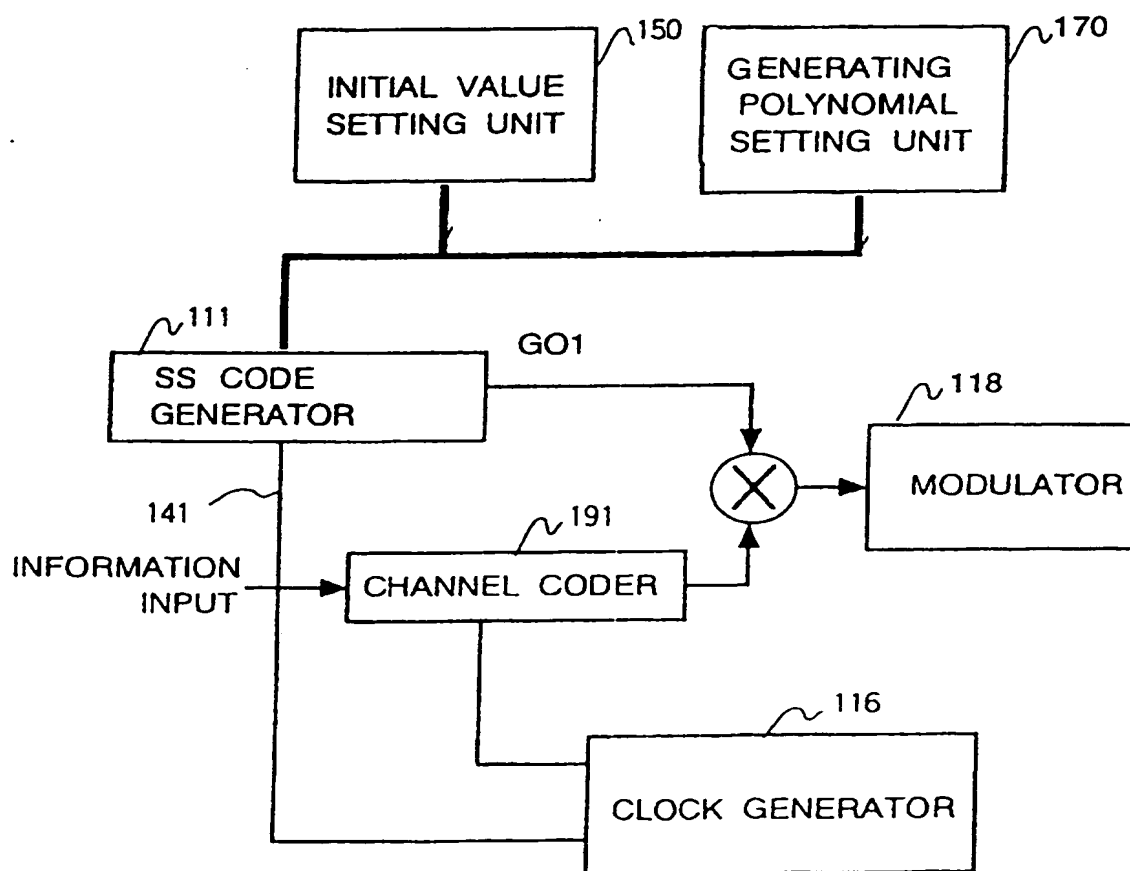 150
INITIAL VALUE
SETTING UNIT
170
GENERATING
POLYNOMIAL
SETTING UNIT
111
SS CODE
GENERATOR
GO1
118
MODULATOR
141
191
INFORMATION
INPUT
CHANNEL CODER
116
CLOCK GENERATOR